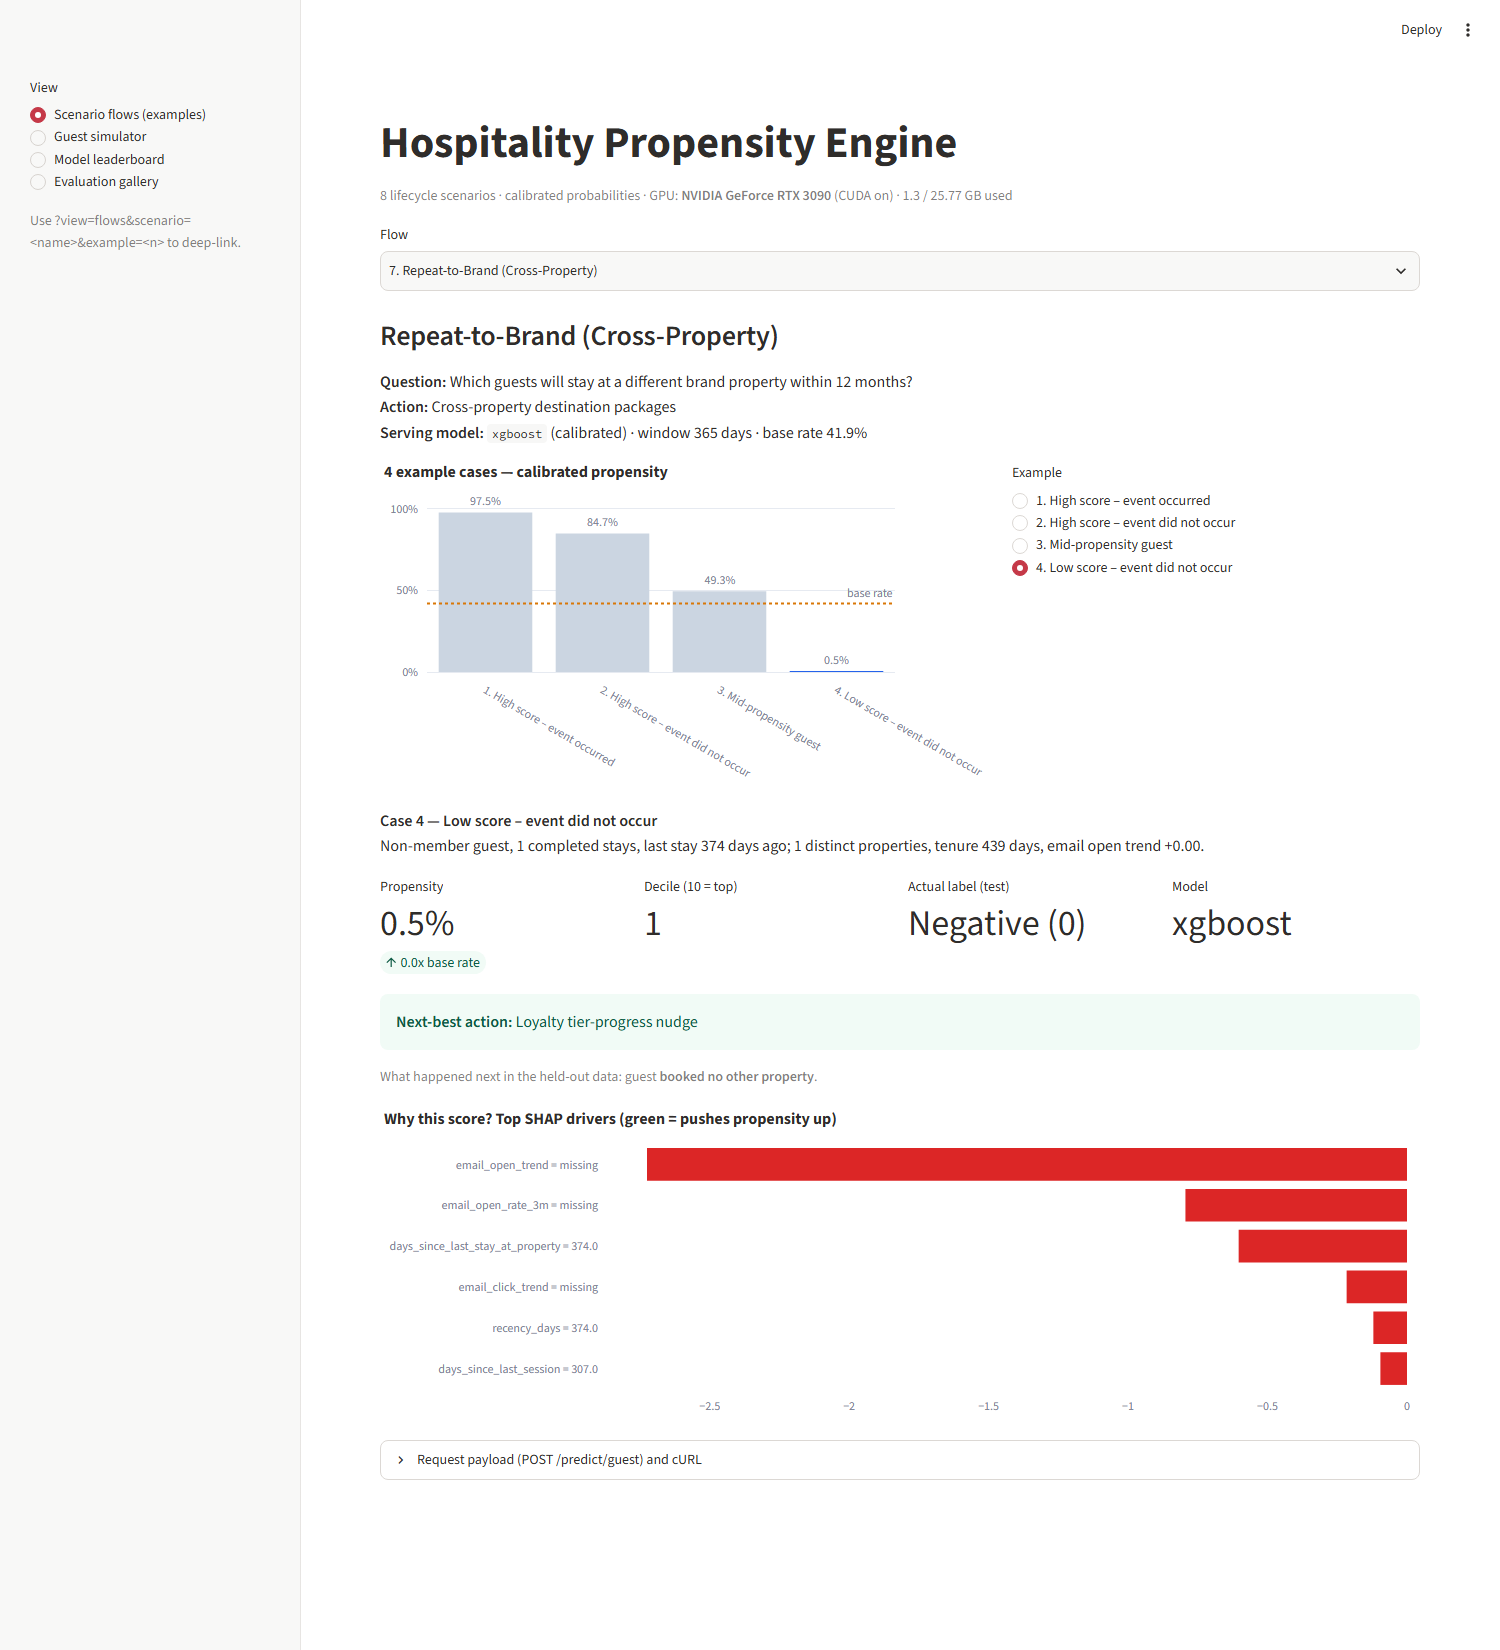 Deploy
View
Scenario flows (examples)
Guest simulator
Model leaderboard
Evaluation gallery
Use ?view=flows&scenario=
<name>&example=<n> to deep-link.
Hospitality Propensity Engine
8 lifecycle scenarios · calibrated probabilities · GPU: NVIDIA GeForce RTX 3090 (CUDA on) · 1.3 / 25.77 GB used
Flow
7. Repeat-to-Brand (Cross-Property)
Repeat-to-Brand (Cross-Property)
Question: Which guests will stay at a different brand property within 12 months?
Action: Cross-property destination packages
Serving model: xgboost (calibrated) · window 365 days · base rate 41.9%
4 example cases — calibrated propensity
97.5%
84.7%
49.3%
0.5%
100%
50%
0%
base rate
1. High score – event occurred
2. High score – event did not occur
3. Mid-propensity guest
4. Low score – event did not occur
Example
1. High score – event occurred
2. High score – event did not occur
3. Mid-propensity guest
4. Low score – event did not occur
Case 4 — Low score – event did not occur
Non-member guest, 1 completed stays, last stay 374 days ago; 1 distinct properties, tenure 439 days, email open trend +0.00.
Propensity
0.5%
↑ 0.0x base rate
Decile (10 = top)
1
Actual label (test)
Negative (0)
Model
xgboost
Next-best action: Loyalty tier-progress nudge
What happened next in the held-out data: guest booked no other property.
Why this score? Top SHAP drivers (green = pushes propensity up)
email_open_trend = missing
email_open_rate_3m = missing
days_since_last_stay_at_property = 374.0
email_click_trend = missing
recency_days = 374.0
days_since_last_session = 307.0
−2.5 −2 −1.5 −1 −0.5 0
Request payload (POST /predict/guest) and cURL